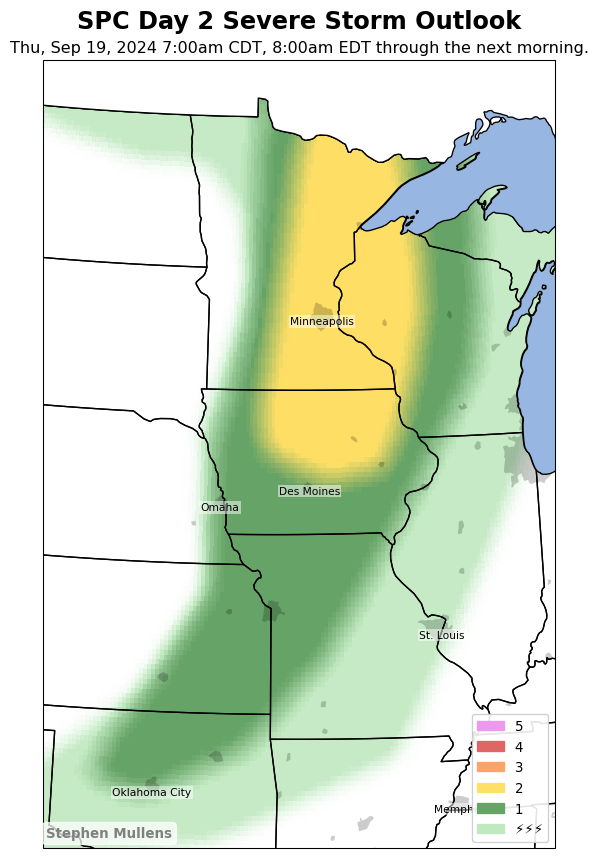 SPC Day 2 Severe Storm Outlook
Thu, Sep 19, 2024 7:00am CDT, 8:00am EDT through the next morning.
Minneapolis
Des Moines
Omaha
St. Louis
Oklahoma City
Memph
5
4
3
2
1
⚡⚡⚡
Stephen Mullens